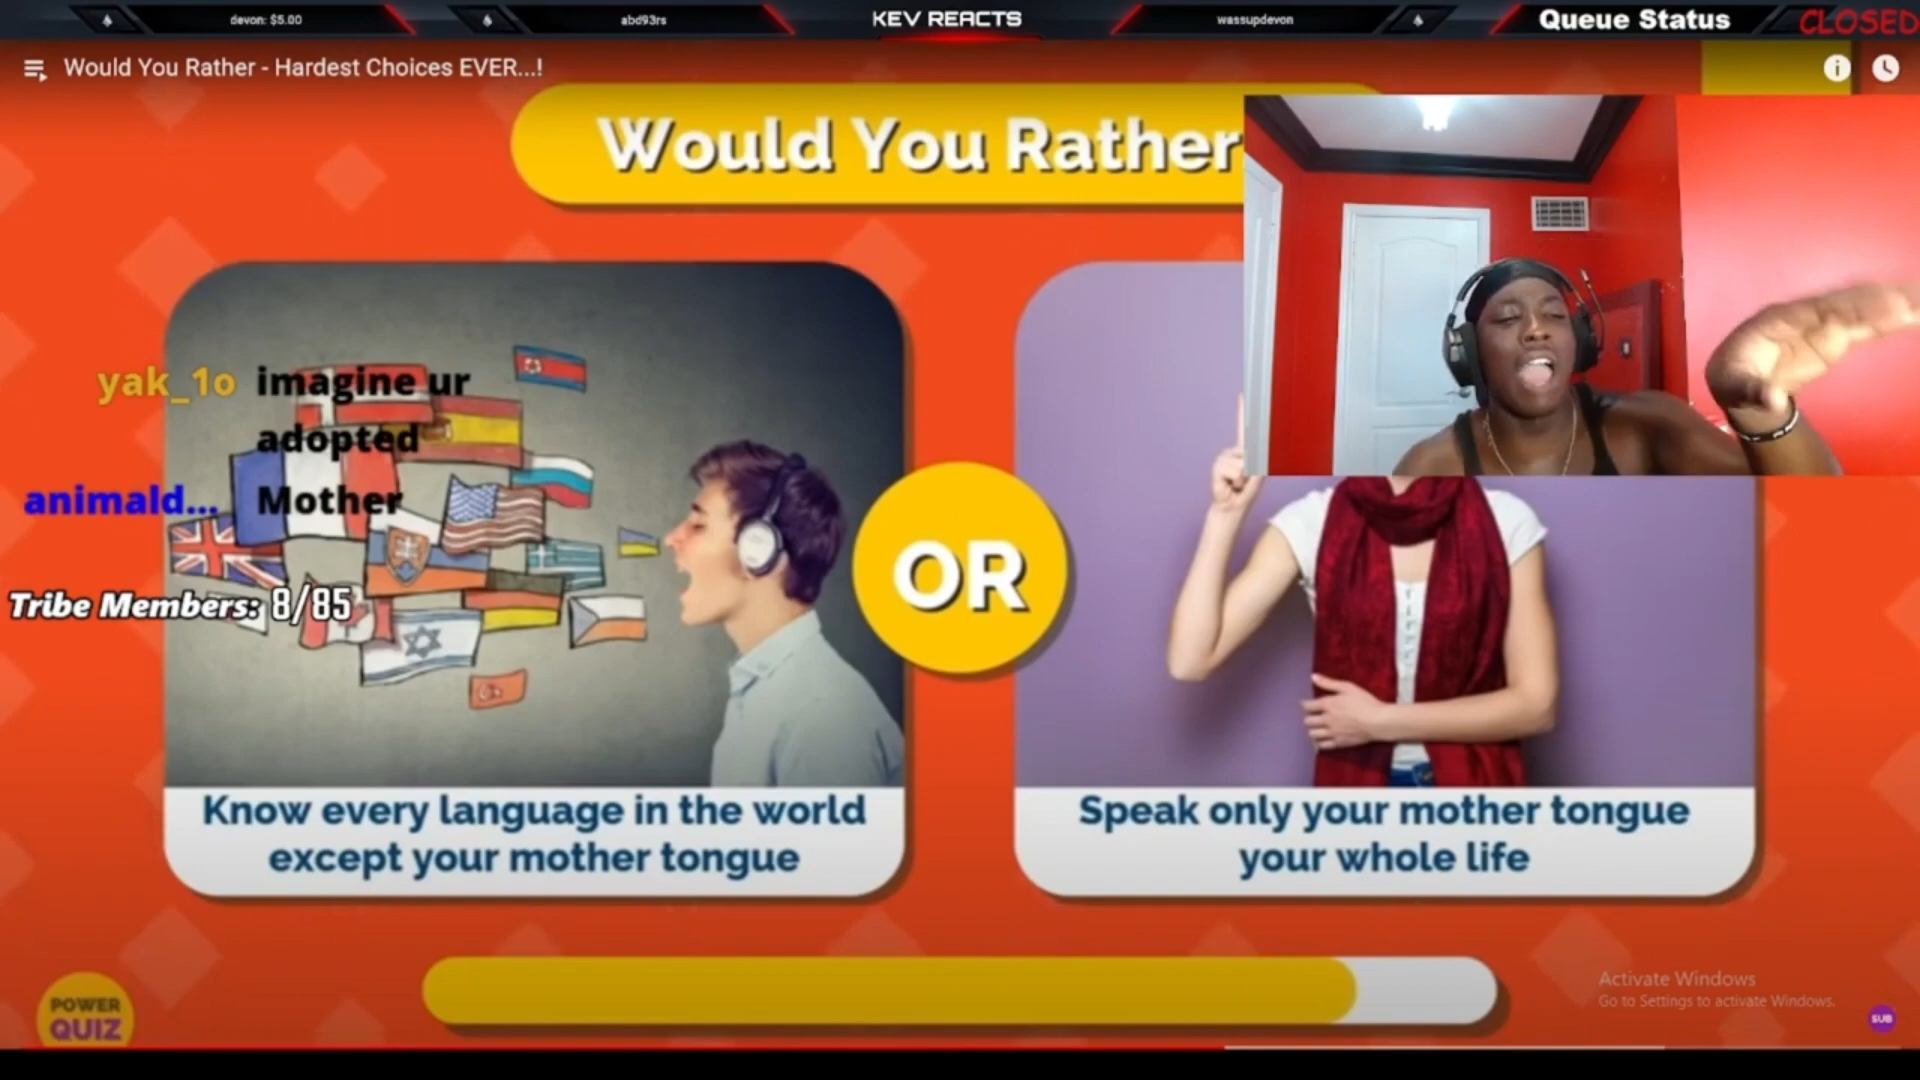 devon: $5.00
abd93rs
KEV REACTS
wassupdevon
Queue Status
CLOSED
Would You Rather - Hardest Choices EVER...!
Would You Rather
yak_1o imagine ur
adopted
animald... Mother
Tribe Members: 8/85
OR
Know every language in the world
except your mother tongue
Speak only your mother tongue
your whole life
POWER
QUIZ
Activate Windows
Go to Settings to activate Windows.
SUB